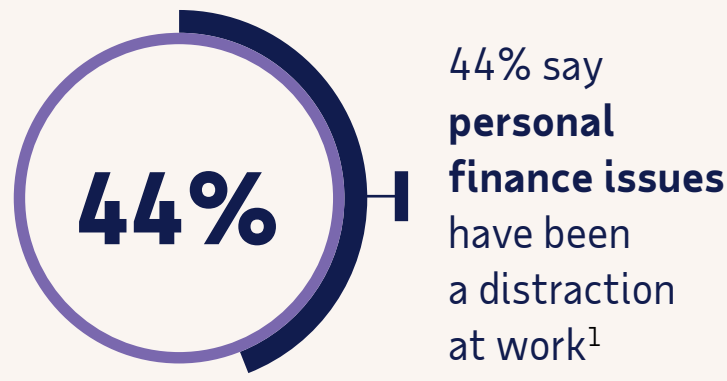 44%
44% say
personal
finance issues
have been
a distraction
at work¹